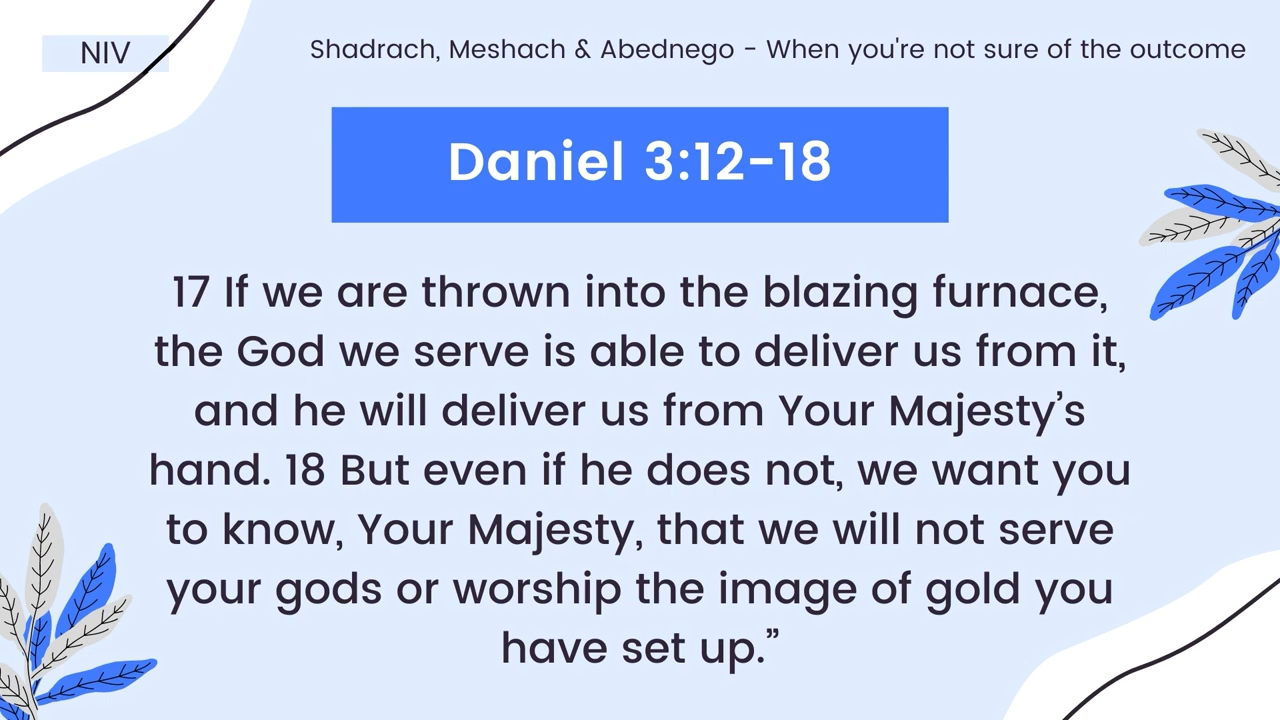 NIV
Shadrach, Meshach & Abednego - When you're not sure of the outcome
Daniel 3:12-18
17 If we are thrown into the blazing furnace,
the God we serve is able to deliver us from it,
and he will deliver us from Your Majesty’s
hand. 18 But even if he does not, we want you
to know, Your Majesty, that we will not serve
your gods or worship the image of gold you
have set up.”